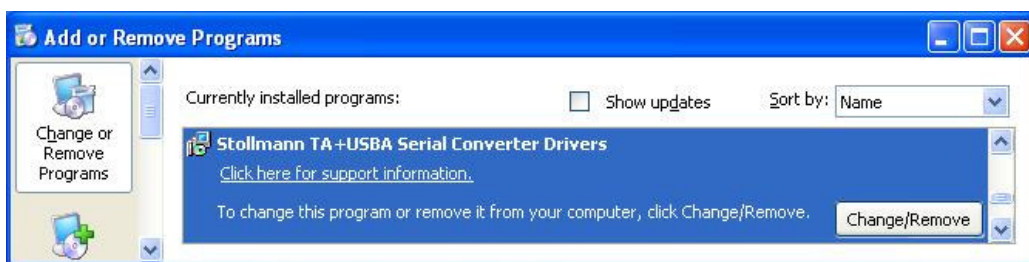 Add or Remove Programs
Change or
Remove
Programs
Currently installed programs:
Show updates
Sort by:
Name
Stollmann TA+USBA Serial Converter Drivers
Click here for support information.
To change this program or remove it from your computer, click Change/Remove.
Change/Remove